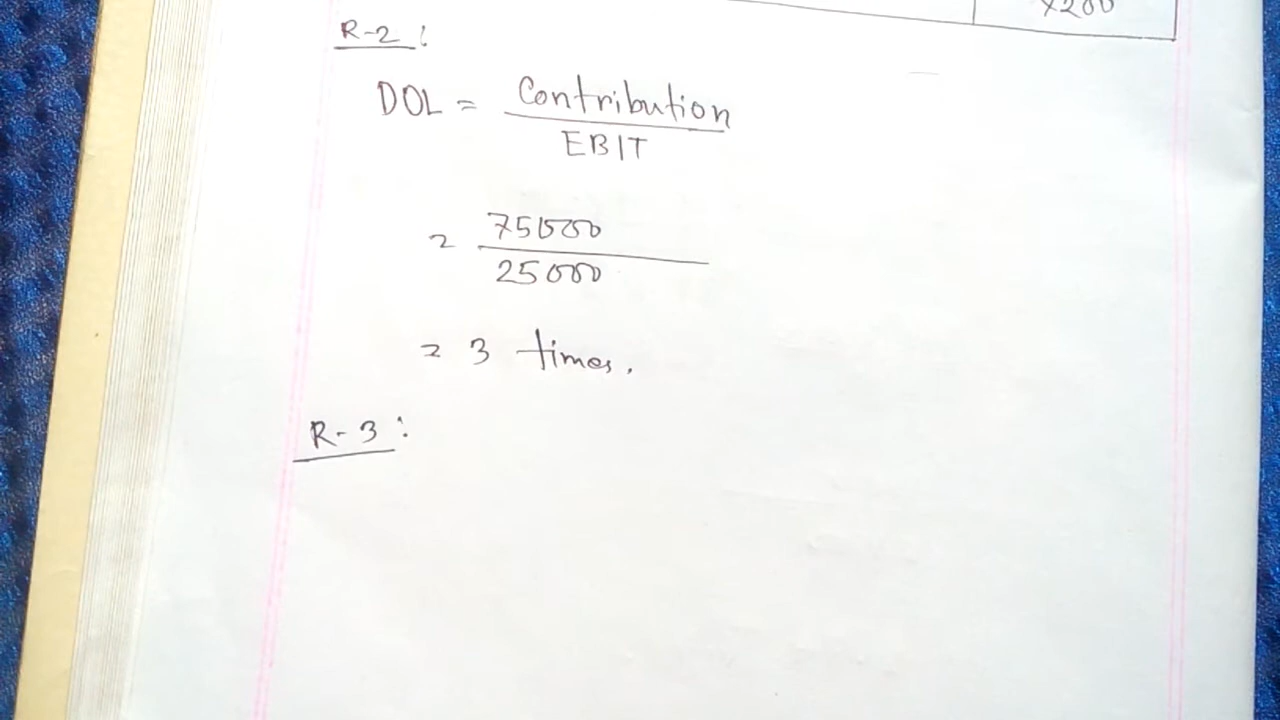 R-2:
DOL = Contribution
EBIT
= 75000
25000
= 3 times.
R-3: